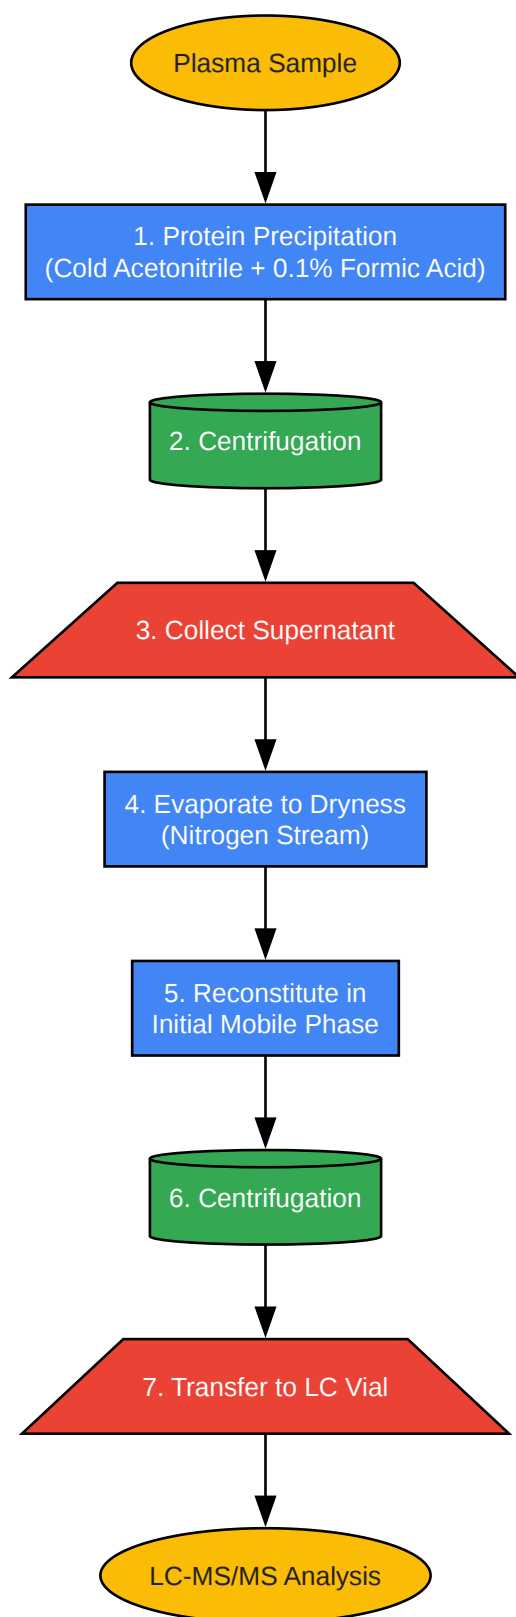 Plasma Sample
1. Protein Precipitation
(Cold Acetonitrile + 0.1% Formic Acid)
2. Centrifugation
3. Collect Supernatant
4. Evaporate to Dryness
(Nitrogen Stream)
5. Reconstitute in
Initial Mobile Phase
6. Centrifugation
7. Transfer to LC Vial
LC-MS/MS Analysis